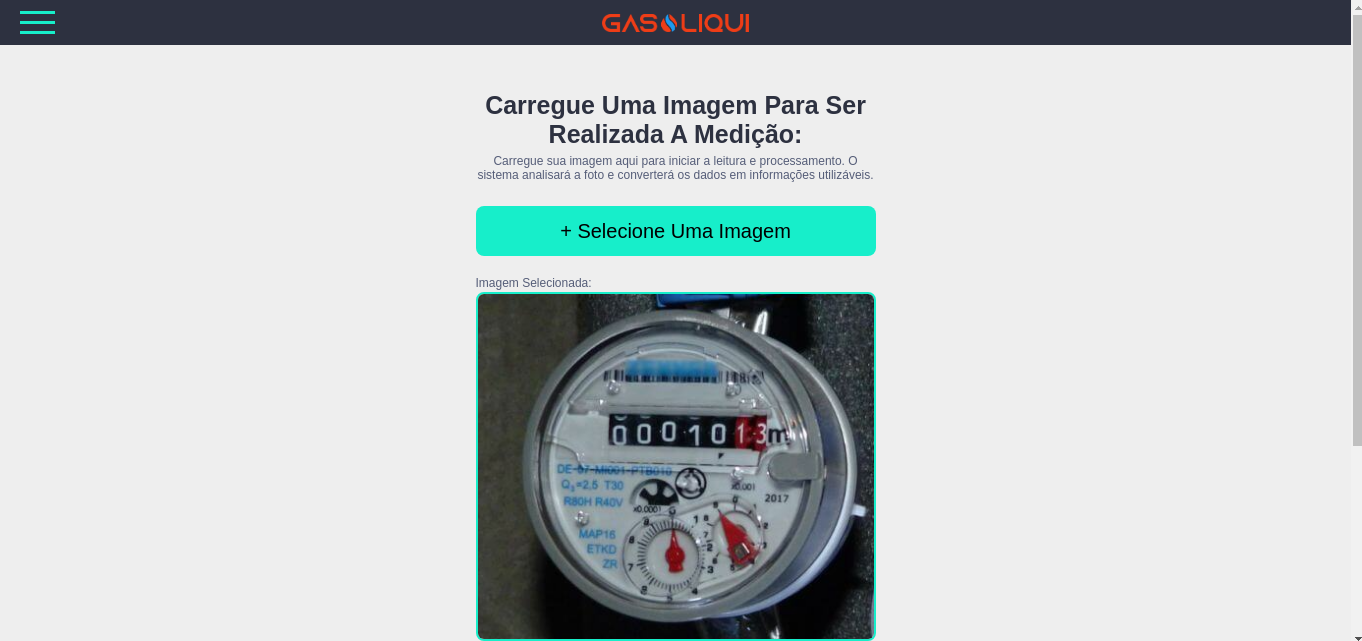 GASOLIQUI
Carregue Uma Imagem Para Ser
Realizada A Medição:
Carregue sua imagem aqui para iniciar a leitura e processamento. O
sistema analisará a foto e converterá os dados em informações utilizáveis.
+ Selecione Uma Imagem
Imagem Selecionada:
0 0 0 1 0 1 3 m
DE-07-MI001-PTB010
Q3=2,5 T30
R80H R40V
x0.001
2017
x0.0001
MAP16
ETKD
ZR